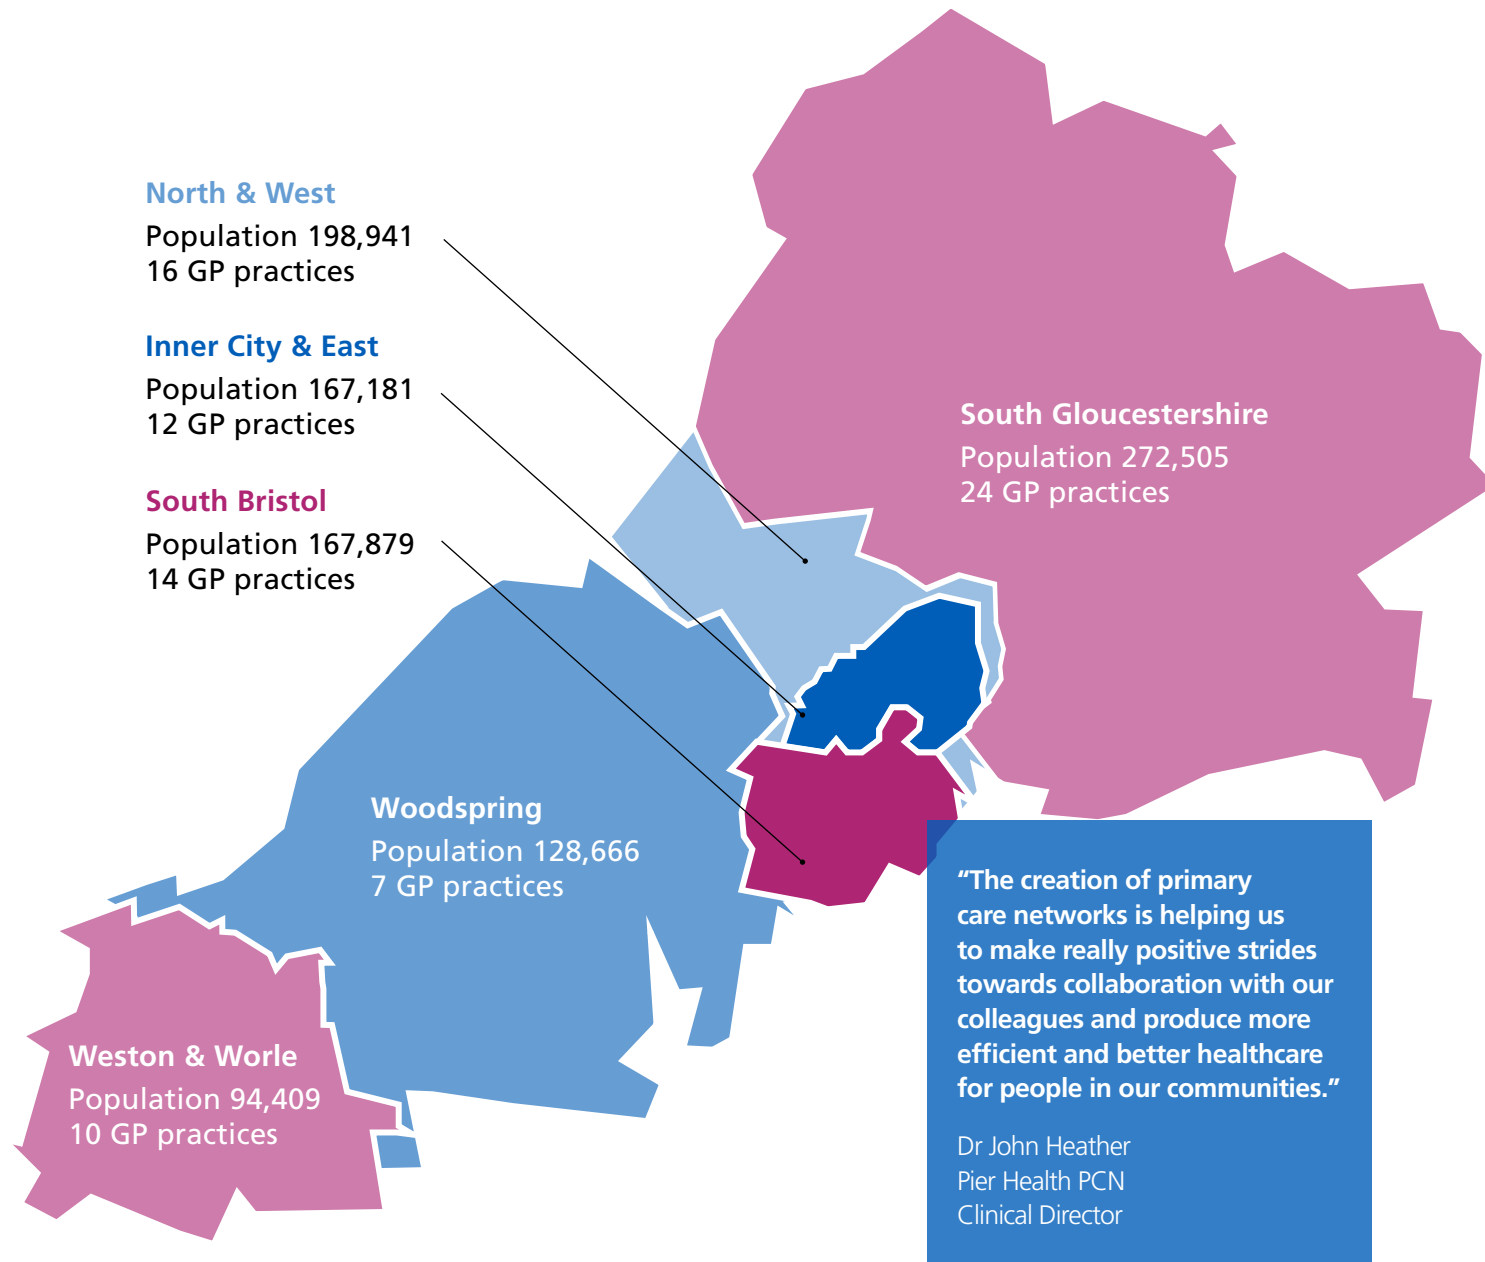 North & West
Population 198,941
16 GP practices
Inner City & East
Population 167,181
12 GP practices
South Bristol
Population 167,879
14 GP practices
South Gloucestershire
Population 272,505
24 GP practices
Woodspring
Population 128,666
7 GP practices
Weston & Worle
Population 94,409
10 GP practices
“The creation of primary
care networks is helping us
to make really positive strides
towards collaboration with our
colleagues and produce more
efficient and better healthcare
for people in our communities.”
Dr John Heather
Pier Health PCN
Clinical Director